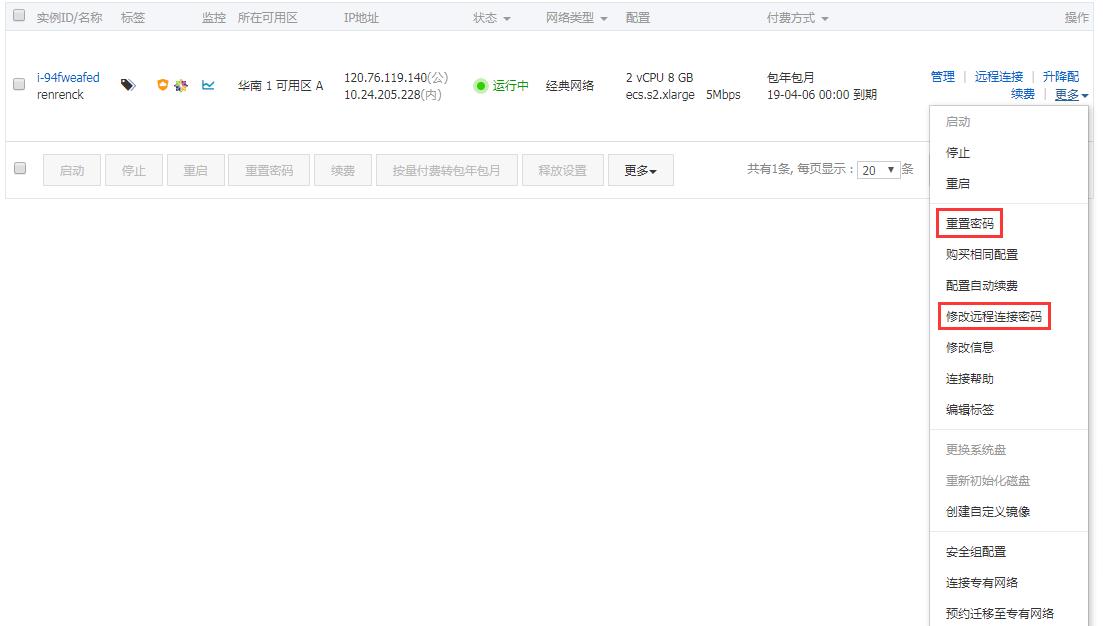 实例ID/名称 标签 监控 所在可用区 IP地址 状态 网络类型 配置 付费方式 操作
i-94fweafed
renrenck
华南 1 可用区 A
120.76.119.140(公)
10.24.205.228(内)
运行中
经典网络
2 vCPU 8 GB
ecs.s2.xlarge 5Mbps
包年包月
19-04-06 00:00 到期
管理 | 远程连接 | 升降配
续费 | 更多
启动 停止 重启 重置密码 续费 按量付费转包年包月 释放设置 更多 共有1条, 每页显示：20 条
启动
停止
重启
重置密码
购买相同配置
配置自动续费
修改远程连接密码
修改信息
连接帮助
编辑标签
更换系统盘
重新初始化磁盘
创建自定义镜像
安全组配置
连接专有网络
预约迁移至专有网络